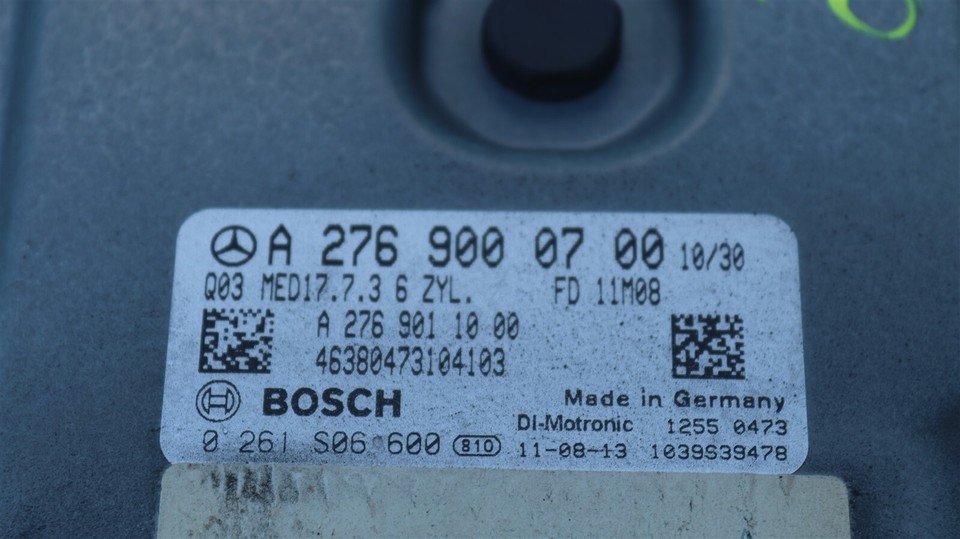 A 276 900 07 00 10/30
Q03 MED17.7.3 6 ZYL. FD 11M08
A 276 901 10 00
46380473104103
BOSCH Made in Germany
DI-Motronic 1255 0473
0 261 S06 600 810 11-08-13 1039S39478